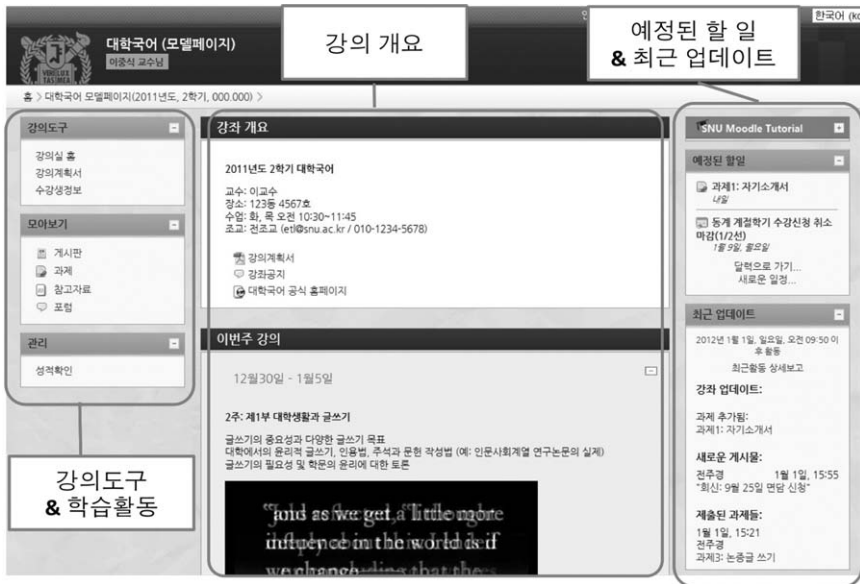 강의 개요
예정된 할 일
& 최근 업데이트
한국어 (ko
대학국어 (모델페이지)
이중식 교수님
VERI LUX
TAS MEA
홈 > 대학국어 모델페이지(2011년도, 2학기, 000.000) >
강의도구
강의실 홈
강의계획서
수강생정보
모아보기
게시판
과제
참고자료
포럼
관리
성적확인
강의도구
& 학습활동
강좌 개요
2011년도 2학기 대학국어
교수: 이교수
장소: 123동 4567호
수업: 화, 목 오전 10:30~11:45
조교: 전조교 (etl@snu.ac.kr / 010-1234-5678)
강의계획서
강좌공지
대학국어 공식 홈페이지
이번주 강의
12월30일 - 1월5일
2주: 제1부 대학생활과 글쓰기
글쓰기의 중요성과 다양한 글쓰기 목표
대학에서의 윤리적 글쓰기, 인용법, 주석과 문헌 작성법 (예: 인문사회계열 연구논문의 실제)
글쓰기의 필요성 및 학문의 윤리에 대한 토론
"and as we get, a little more
influence in the world is if
we change
that the
SNU Moodle Tutorial
예정된 할일
과제1: 자기소개서
내일
동계 계절학기 수강신청 취소
마감(1/2선)
1월 9일, 월요일
달력으로 가기...
새로운 일정...
최근 업데이트
2012년 1월 1일, 일요일, 오전 09:50 이
후 활동
최근활동 상세보고
강좌 업데이트:
과제 추가됨:
과제1: 자기소개서
새로운 게시물:
전주경 1월 1일, 15:55
"회신: 9월 25일 면담 신청"
제출된 과제들:
1월 1일, 15:21
전주경
과제3: 논증글 쓰기